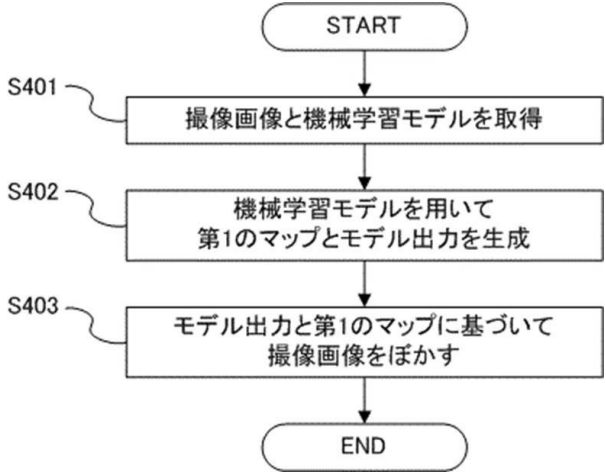 START
S401
撮像画像と機械学習モデルを取得
S402
機械学習モデルを用いて
第1のマップとモデル出力を生成
S403
モデル出力と第1のマップに基づいて
撮像画像をぼかす
END